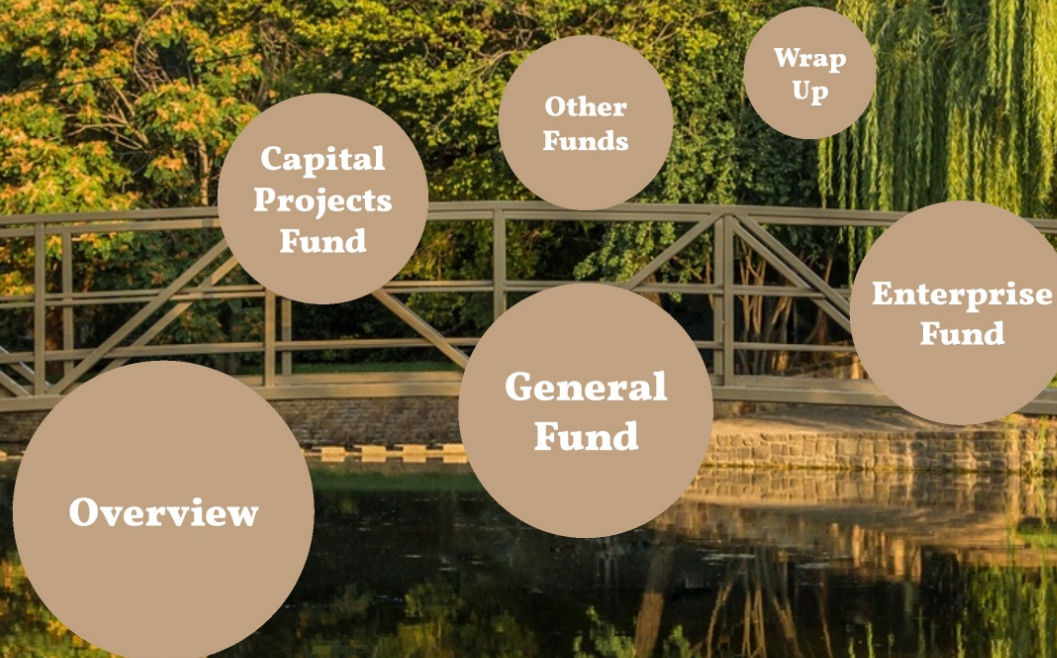 Wrap
Up
Other
Funds
Capital
Projects
Fund
Enterprise
Fund
General
Fund
Overview